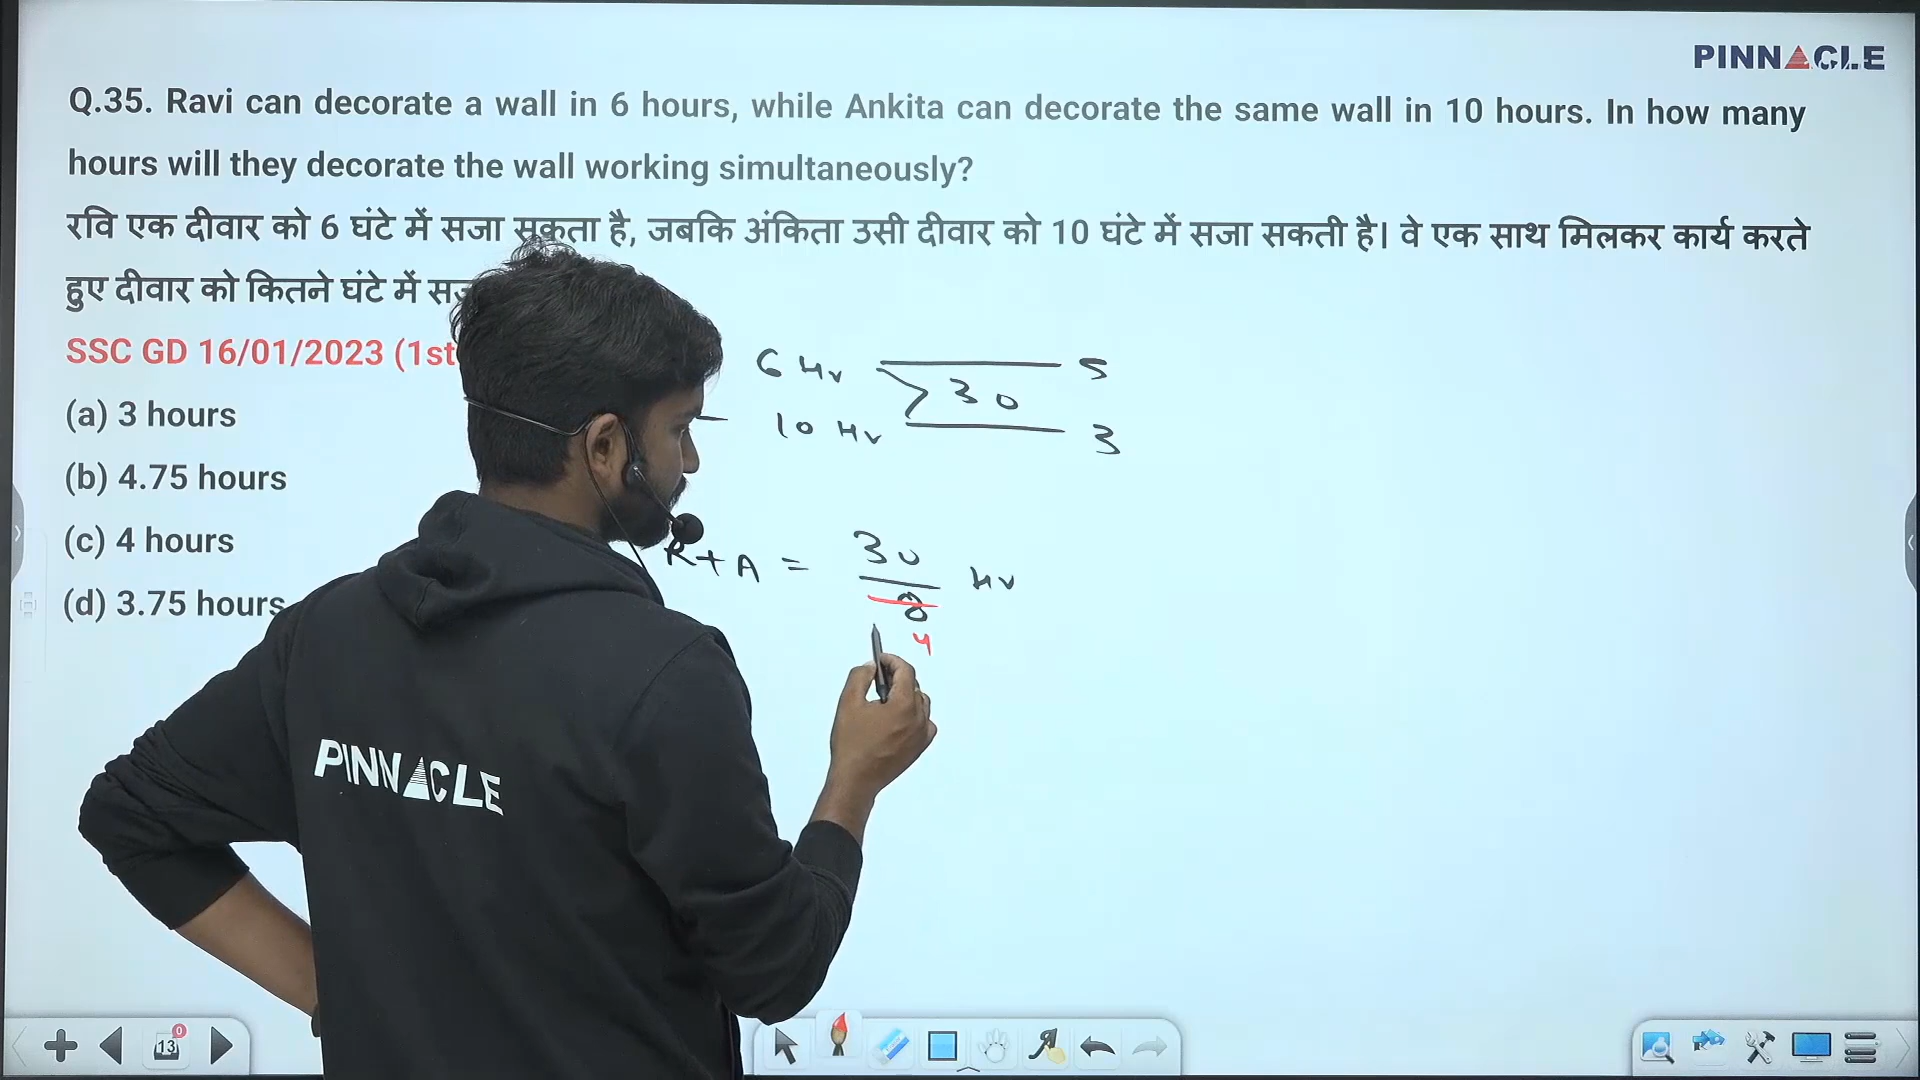 PINNACLE
Q.35. Ravi can decorate a wall in 6 hours, while Ankita can decorate the same wall in 10 hours. In how many
hours will they decorate the wall working simultaneously?
रवि एक दीवार को 6 घंटे में सजा सकता है, जबकि अंकिता उसी दीवार को 10 घंटे में सजा सकती है। वे एक साथ मिलकर कार्य करते
हुए दीवार को कितने घंटे में
SSC GD 16/01/2023 (1st
(a) 3 hours
(b) 4.75 hours
(c) 4 hours
(d) 3.75 hours
6 Hr 5
30
10 Hr 3
R+A = 30 Hr
8
4
PINNACLE
13
0